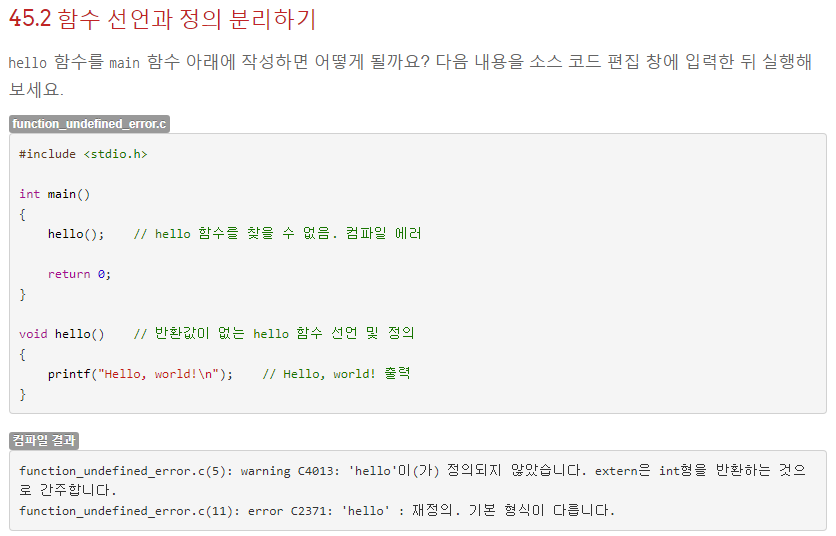 45.2 함수 선언과 정의 분리하기
hello 함수를 main 함수 아래에 작성하면 어떻게 될까요? 다음 내용을 소스 코드 편집 창에 입력한 뒤 실행해
보세요.
function_undefined_error.c
#include <stdio.h>
int main()
{
    hello();    // hello 함수를 찾을 수 없음. 컴파일 에러
    return 0;
}
void hello()    // 반환값이 없는 hello 함수 선언 및 정의
{
    printf("Hello, world!\n");    // Hello, world! 출력
}
컴파일 결과
function_undefined_error.c(5): warning C4013: 'hello'이(가) 정의되지 않았습니다. extern은 int형을 반환하는 것으
로 간주합니다.
function_undefined_error.c(11): error C2371: 'hello' : 재정의. 기본 형식이 다릅니다.